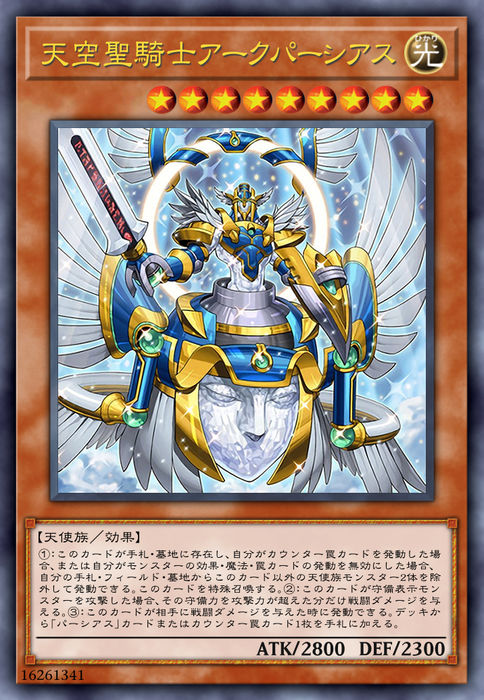 天空聖騎士アークパーシアス
ひかり
光
【天使族／効果】
①:このカードが手札・墓地に存在し、自分がカウンター罠カードを発動した場
合、または自分がモンスターの効果・魔法・罠カードの発動を無効にした場合、
自分の手札・フィールド・墓地からこのカード以外の天使族モンスター2体を除
外して発動できる。このカードを特殊召喚する。②:このカードが守備表示モン
スターを攻撃した場合、その守備力を攻撃力が超えた分だけ戦闘ダメージを与
える。③:このカードが相手に戦闘ダメージを与えた時に発動できる。デッキか
ら「パーシアス」カードまたはカウンター罠カード1枚を手札に加える。
ATK/2800 DEF/2300
16261341